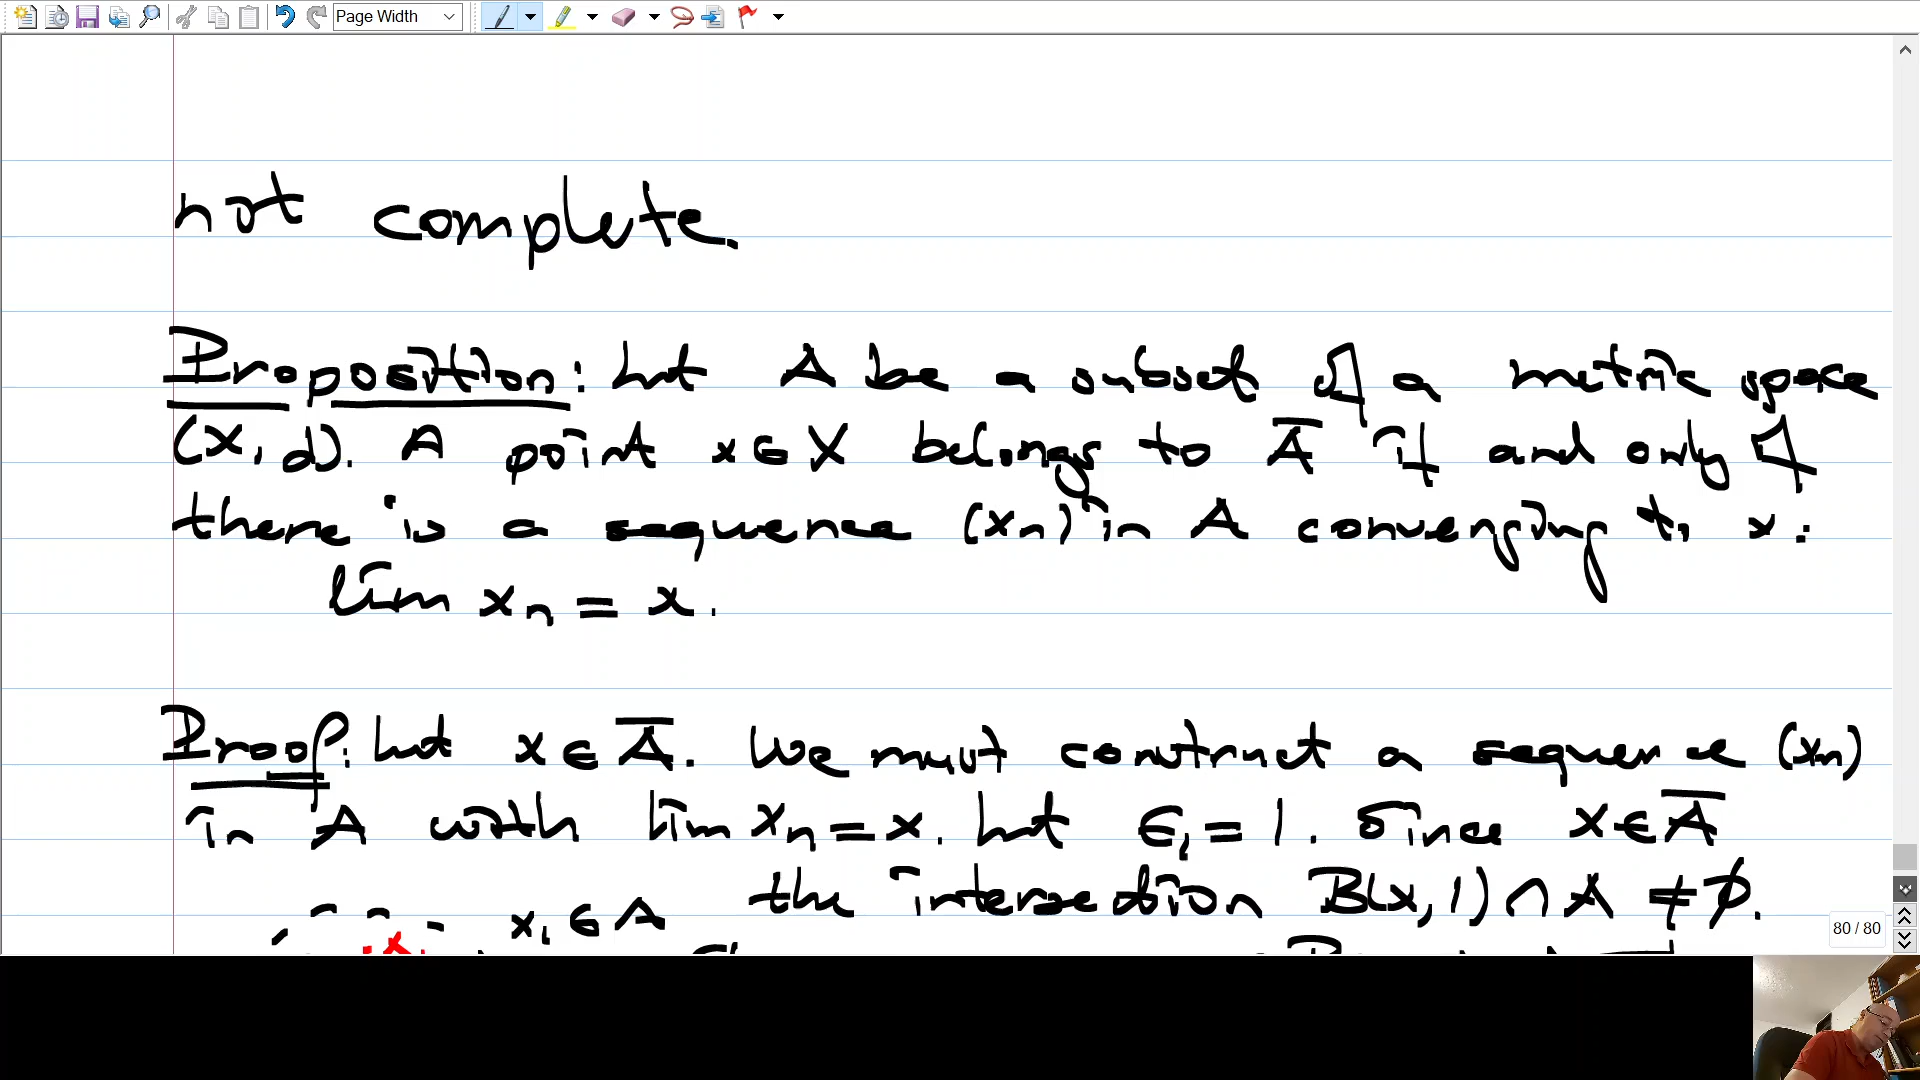 Page Width
not complete.
Proposition: Let A be a subset of a metric space
(X, d). A point x ∈ X belongs to A̅ if and only if
there is a sequence (xₙ) in A converging to x:
lim xₙ = x.
Proof: Let x ∈ A̅. We must construct a sequence (xₙ)
in A with lim xₙ = x. Let ϵ₁ = 1. Since x ∈ A̅
the intersection B(x, 1) ∩ A ≠ ∅.
x₁ ∈ A
80 / 80